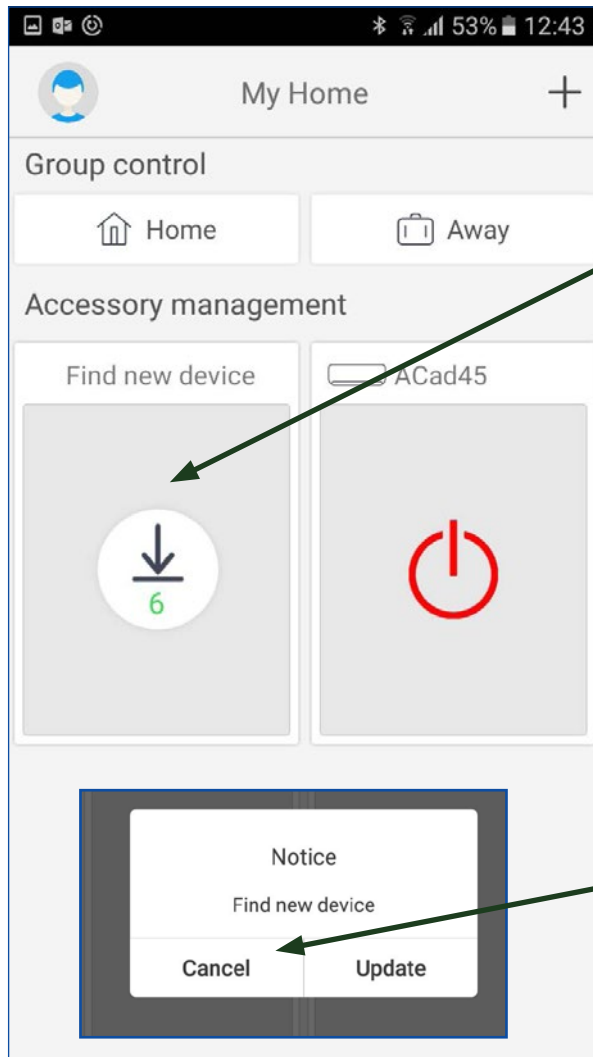 53% 12:43
My Home
Group control
Home Away
Accessory management
Find new device ACad45
6
Notice
Find new device
Cancel Update